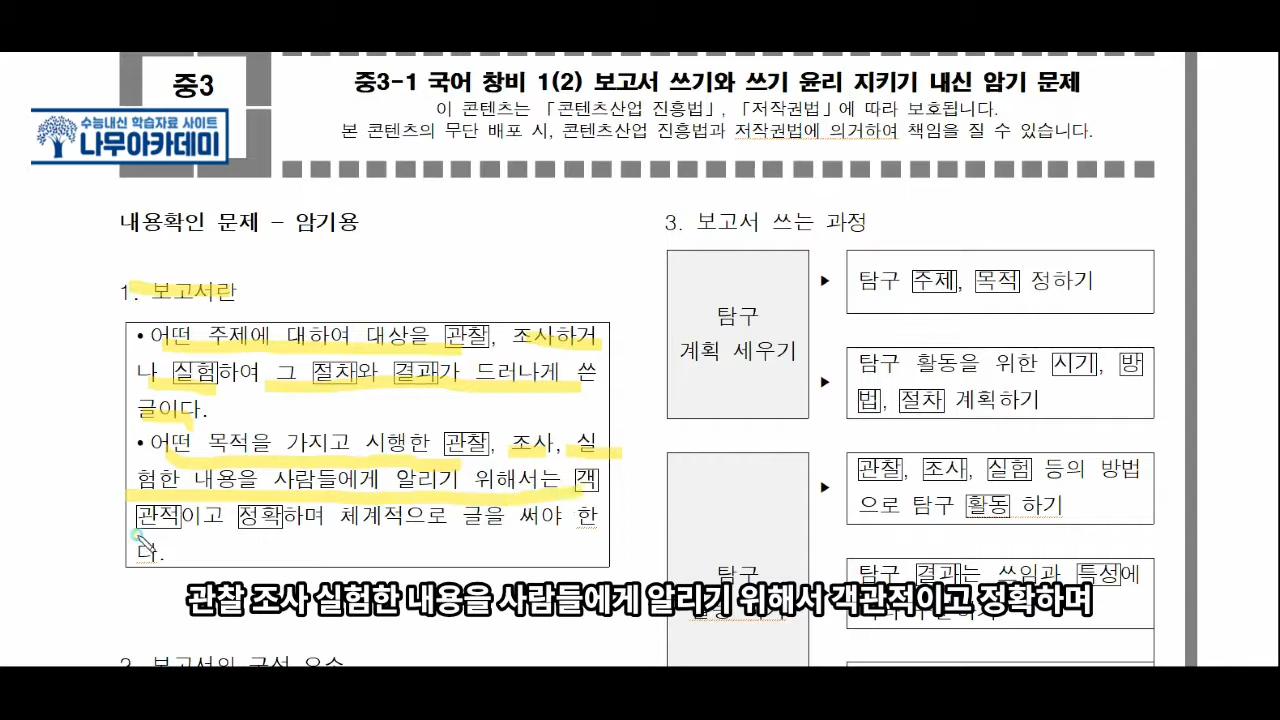 중3
중3-1 국어 창비 1(2) 보고서 쓰기와 쓰기 윤리 지키기 내신 암기 문제
이 콘텐츠는 「콘텐츠산업 진흥법」, 「저작권법」에 따라 보호됩니다.
본 콘텐츠의 무단 배포 시, 콘텐츠산업 진흥법과 저작권법에 의거하여 책임을 질 수 있습니다.
수능내신 학습자료 사이트
나무아카데미
내용확인 문제 - 암기용
1. 보고서란
•어떤 주제에 대하여 대상을 관찰, 조사하거
나 실험하여 그 절차와 결과가 드러나게 쓴
글이다.
•어떤 목적을 가지고 시행한 관찰, 조사, 실
험한 내용을 사람들에게 알리기 위해서는 객
관적이고 정확하며 체계적으로 글을 써야 한
다.
3. 보고서 쓰는 과정
탐구
계획 세우기
▶ 탐구 주제, 목적 정하기
▶ 탐구 활동을 위한 시기, 방
법, 절차 계획하기
탐구
▶ 관찰, 조사, 실험 등의 방법
으로 탐구 활동 하기
탐구 결과는 쓰임과 특성에
관찰 조사 실험한 내용을 사람들에게 알리기 위해서 객관적이고 정확하며
2. 보고서의 구성 요소